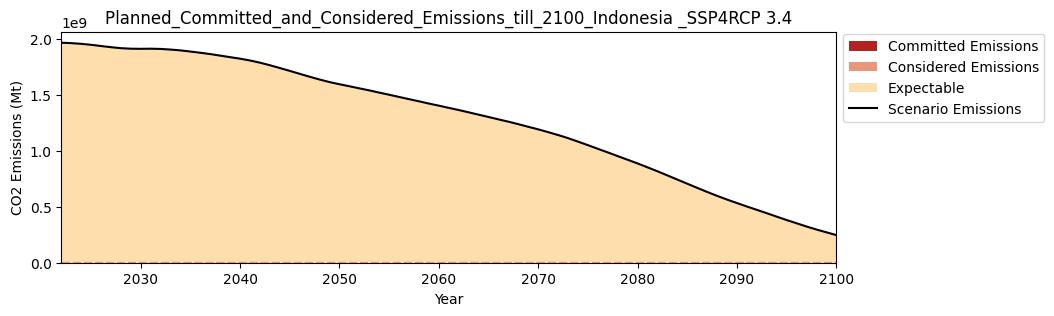 Planned_Committed_and_Considered_Emissions_till_2100_Indonesia _SSP4RCP 3.4
1e9
2.0
1.5
1.0
0.5
0.0
CO2 Emissions (Mt)
2030 2040 2050 2060 2070 2080 2090 2100
Year
Committed Emissions
Considered Emissions
Expectable
Scenario Emissions